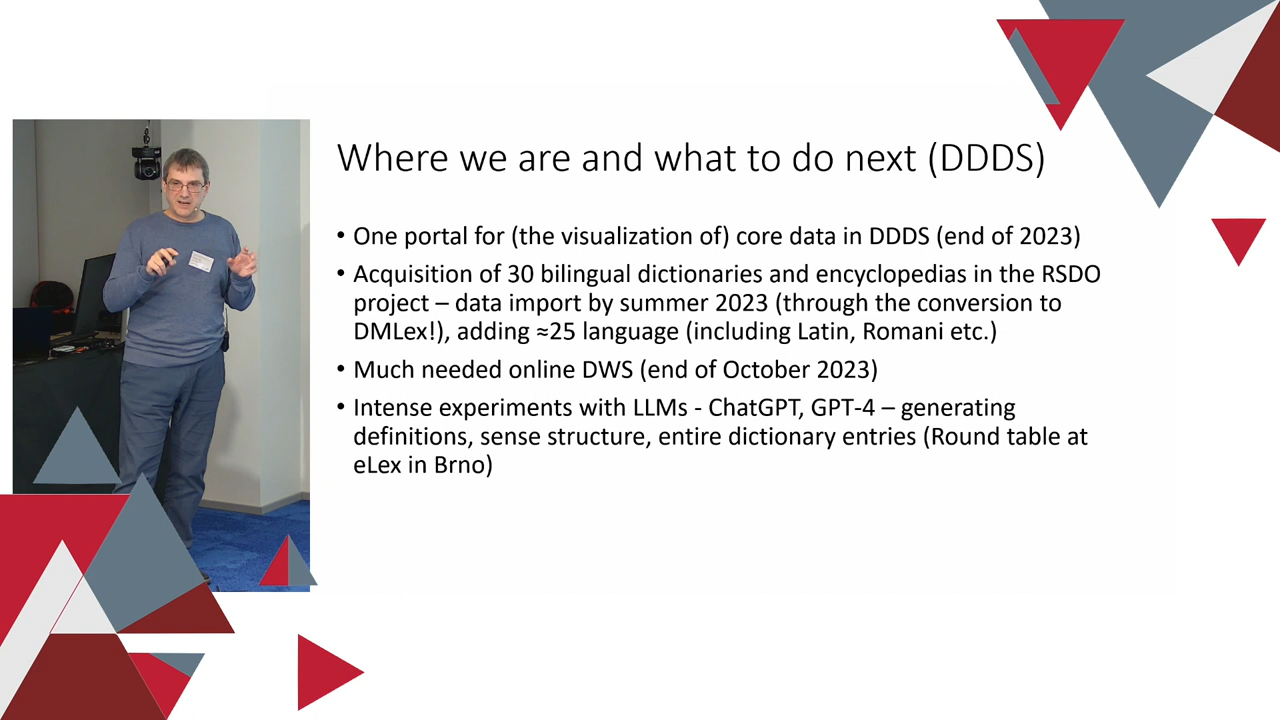 Where we are and what to do next (DDDS)
• One portal for (the visualization of) core data in DDDS (end of 2023)
• Acquisition of 30 bilingual dictionaries and encyclopedias in the RSDO
project – data import by summer 2023 (through the conversion to
DMLex!), adding ≈25 language (including Latin, Romani etc.)
• Much needed online DWS (end of October 2023)
• Intense experiments with LLMs - ChatGPT, GPT-4 – generating
definitions, sense structure, entire dictionary entries (Round table at
eLex in Brno)